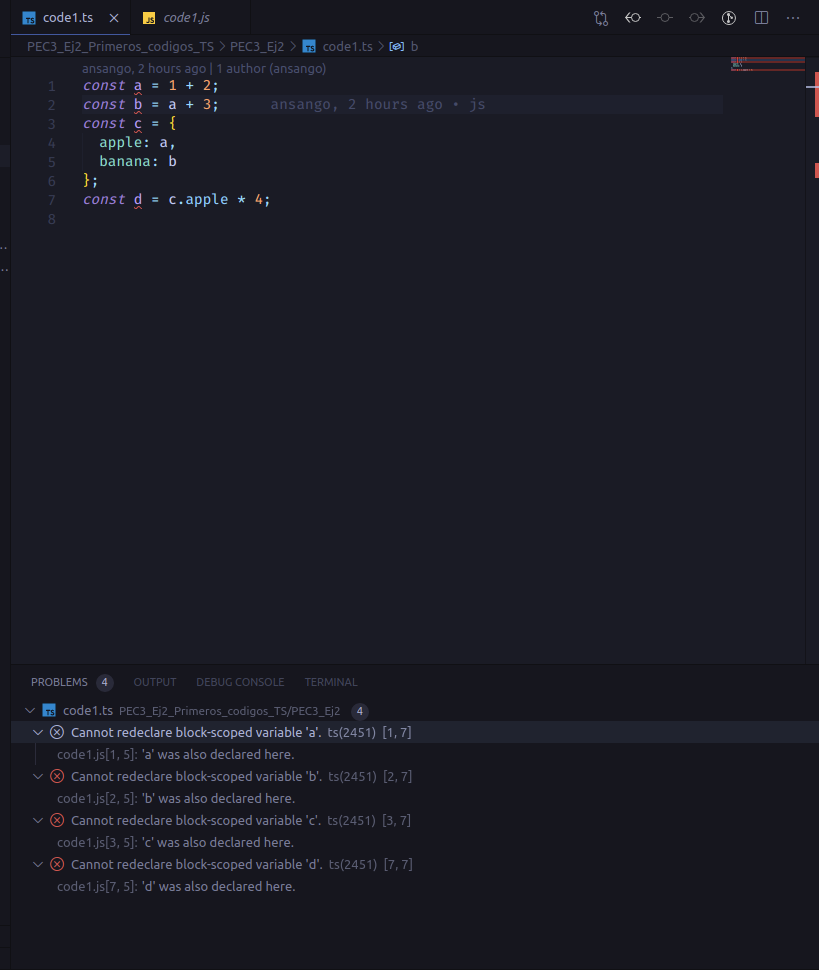 TS code1.ts JS code1.js
PEC3_Ej2_Primeros_codigos_TS > PEC3_Ej2 > TS code1.ts > b
ansango, 2 hours ago | 1 author (ansango)
1 const a = 1 + 2;
2 const b = a + 3; ansango, 2 hours ago • js
3 const c = {
4 apple: a,
5 banana: b
6 };
7 const d = c.apple * 4;
8
PROBLEMS 4 OUTPUT DEBUG CONSOLE TERMINAL
TS code1.ts PEC3_Ej2_Primeros_codigos_TS/PEC3_Ej2 4
Cannot redeclare block-scoped variable 'a'. ts(2451) [1, 7]
code1.js[1, 5]: 'a' was also declared here.
Cannot redeclare block-scoped variable 'b'. ts(2451) [2, 7]
code1.js[2, 5]: 'b' was also declared here.
Cannot redeclare block-scoped variable 'c'. ts(2451) [3, 7]
code1.js[3, 5]: 'c' was also declared here.
Cannot redeclare block-scoped variable 'd'. ts(2451) [7, 7]
code1.js[7, 5]: 'd' was also declared here.